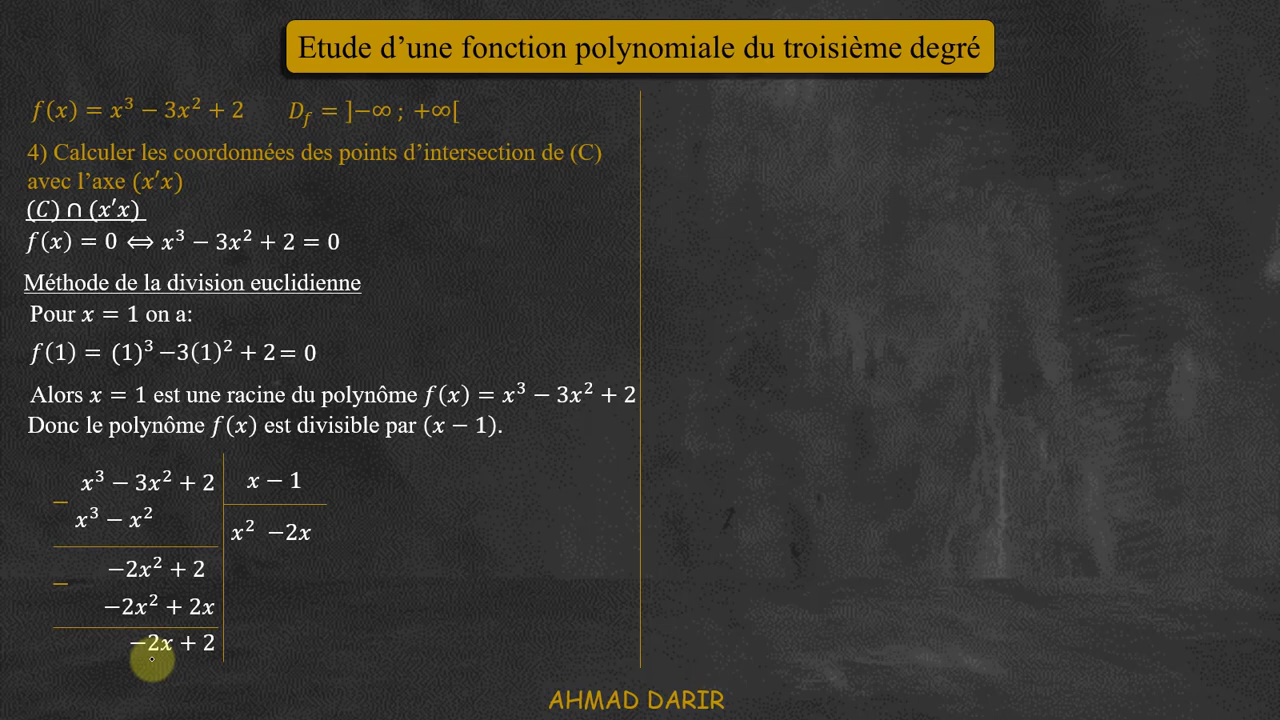 Etude d'une fonction polynomiale du troisième degré
f(x) = x³ − 3x² + 2 D_f = ]−∞ ; +∞[
4) Calculer les coordonnées des points d'intersection de (C)
avec l'axe (x′x)
(C) ∩ (x′x)
f(x) = 0 ⟺ x³ − 3x² + 2 = 0
Méthode de la division euclidienne
Pour x = 1 on a:
f(1) = (1)³ −3(1)² + 2 = 0
Alors x = 1 est une racine du polynôme f(x) = x³ − 3x² + 2
Donc le polynôme f(x) est divisible par (x − 1).
x³ − 3x² + 2 x − 1
−
x³ − x²
x² −2x
−2x² + 2
−
−2x² + 2x
−2x + 2
AHMAD DARIR